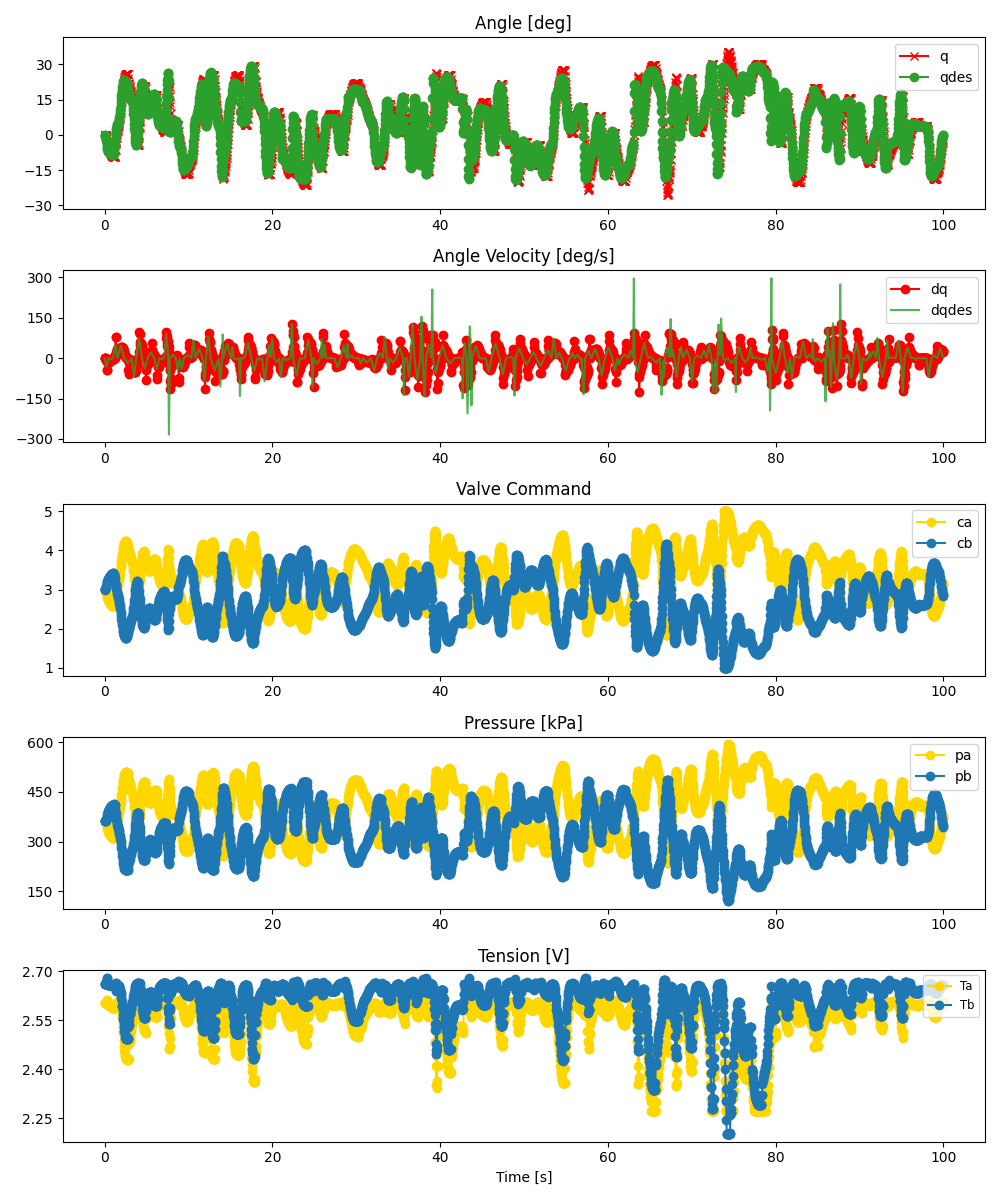 Angle [deg]
30
15
0
−15
−30
q
qdes
0 20 40 60 80 100
Angle Velocity [deg/s]
300
150
0
−150
−300
dq
dqdes
0 20 40 60 80 100
Valve Command
5
4
3
2
1
ca
cb
0 20 40 60 80 100
Pressure [kPa]
600
450
300
150
pa
pb
0 20 40 60 80 100
Tension [V]
2.70
2.55
2.40
2.25
Ta
Tb
0 20 40 60 80 100
Time [s]